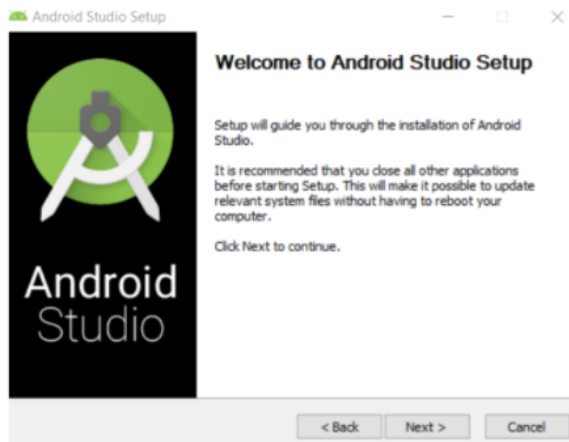 Android Studio Setup
Welcome to Android Studio Setup
Setup will guide you through the installation of Android
Studio.
It is recommended that you close all other applications
before starting Setup. This will make it possible to update
relevant system files without having to reboot your
computer.
Click Next to continue.
Android
Studio
< Back
Next >
Cancel